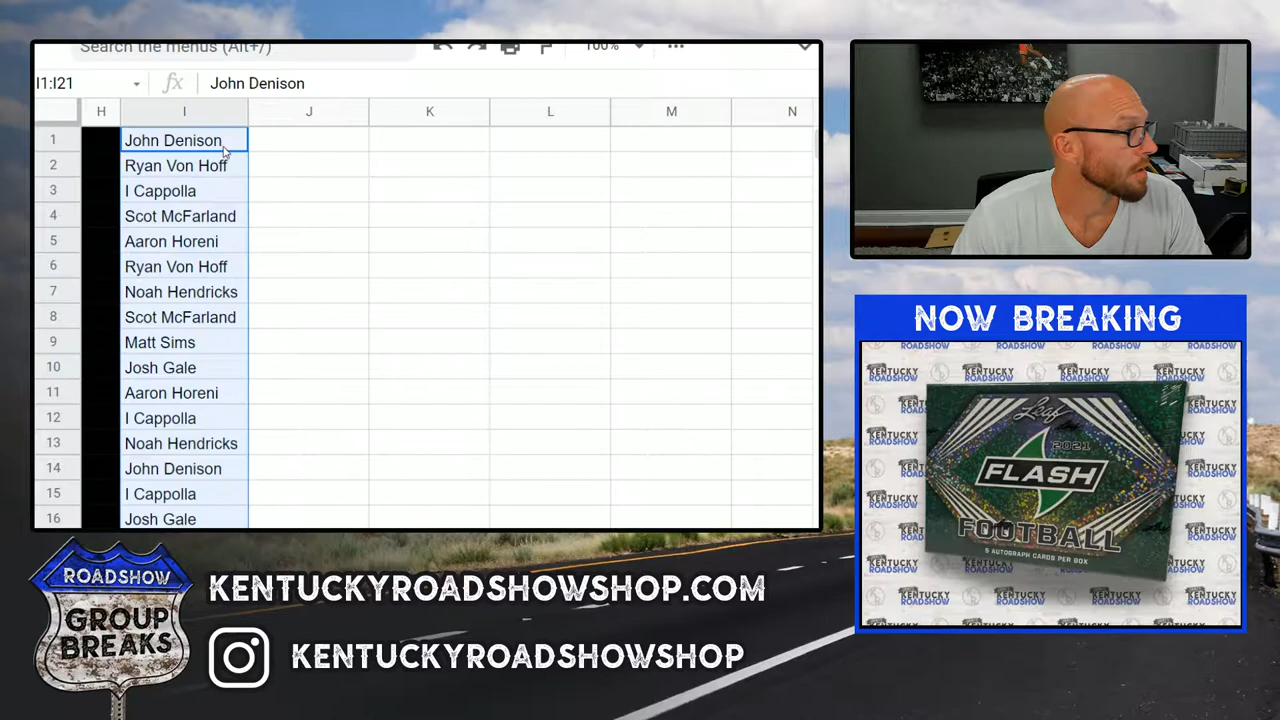 Search the menus (Alt+/)
100%
I1:I21
fx
John Denison
H I J K L M N
1 John Denison
2 Ryan Von Hoff
3 I Cappolla
4 Scot McFarland
5 Aaron Horeni
6 Ryan Von Hoff
7 Noah Hendricks
8 Scot McFarland
9 Matt Sims
10 Josh Gale
11 Aaron Horeni
12 I Cappolla
13 Noah Hendricks
14 John Denison
15 I Cappolla
16 Josh Gale
NOW BREAKING
KENTUCKY
ROADSHOW
Leaf
2021
FLASH
FOOTBALL
5 AUTOGRAPH CARDS PER BOX
ROADSHOW
GROUP
BREAKS
KENTUCKYROADSHOWSHOP.COM
KENTUCKYROADSHOWSHOP